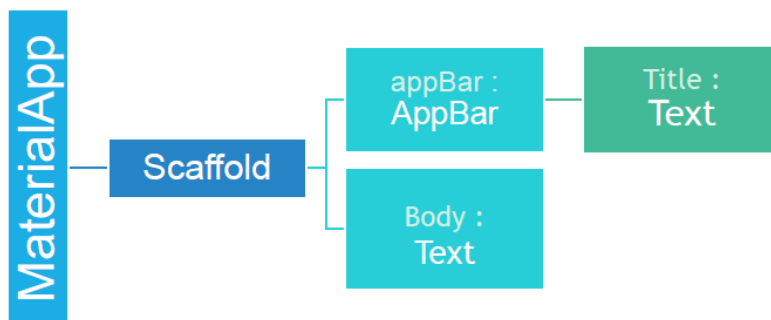 MaterialApp
Scaffold
appBar :
AppBar
Title :
Text
Body :
Text